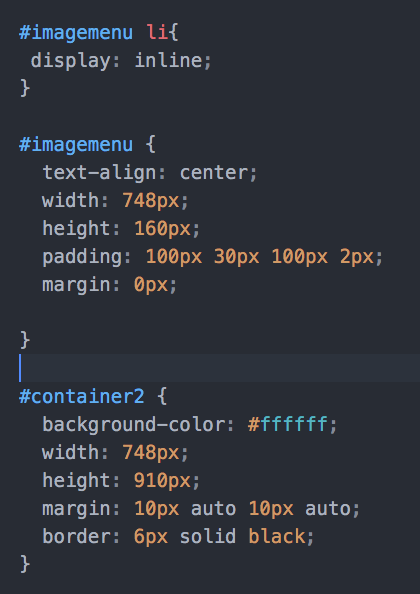 #imagemenu li{
 display: inline;
}

#imagemenu {
  text-align: center;
  width: 748px;
  height: 160px;
  padding: 100px 30px 100px 2px;
  margin: 0px;

}

#container2 {
  background-color: #ffffff;
  width: 748px;
  height: 910px;
  margin: 10px auto 10px auto;
  border: 6px solid black;
}